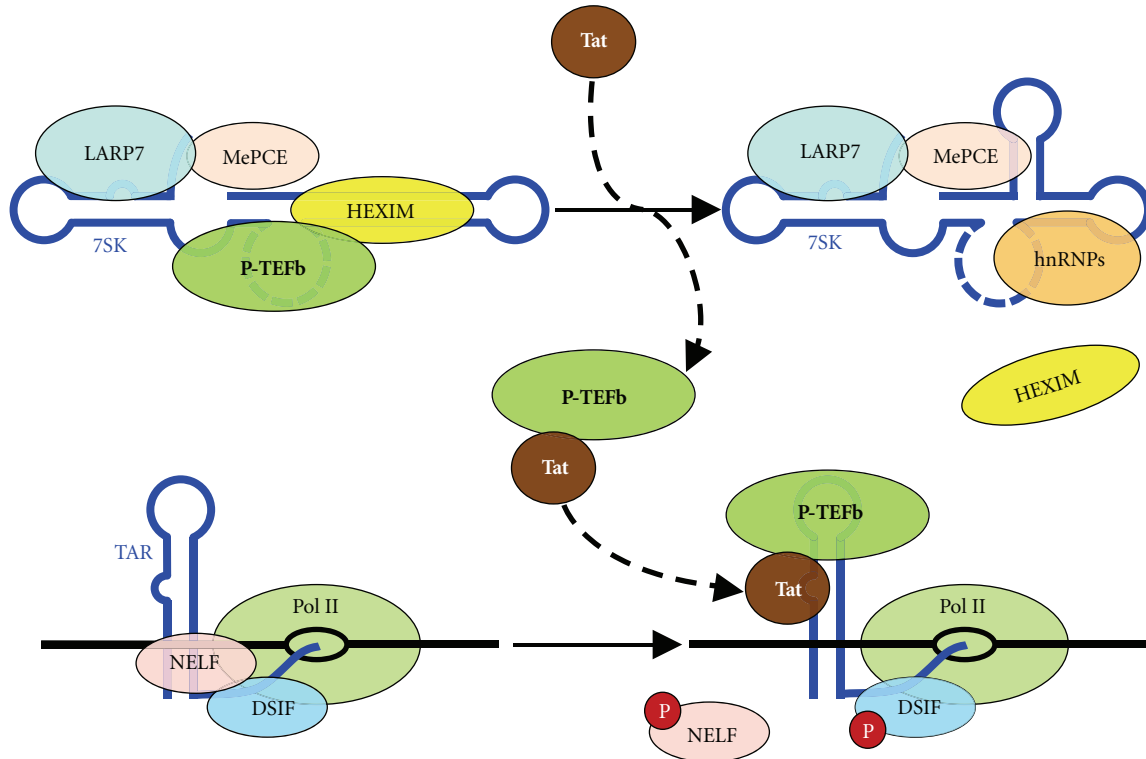 Tat
LARP7
MePCE
HEXIM
7SK
P-TEFb
LARP7
MePCE
7SK
hnRNPs
HEXIM
P-TEFb
Tat
TAR
Pol II
NELF
DSIF
P-TEFb
Tat
Pol II
P
NELF
P
DSIF